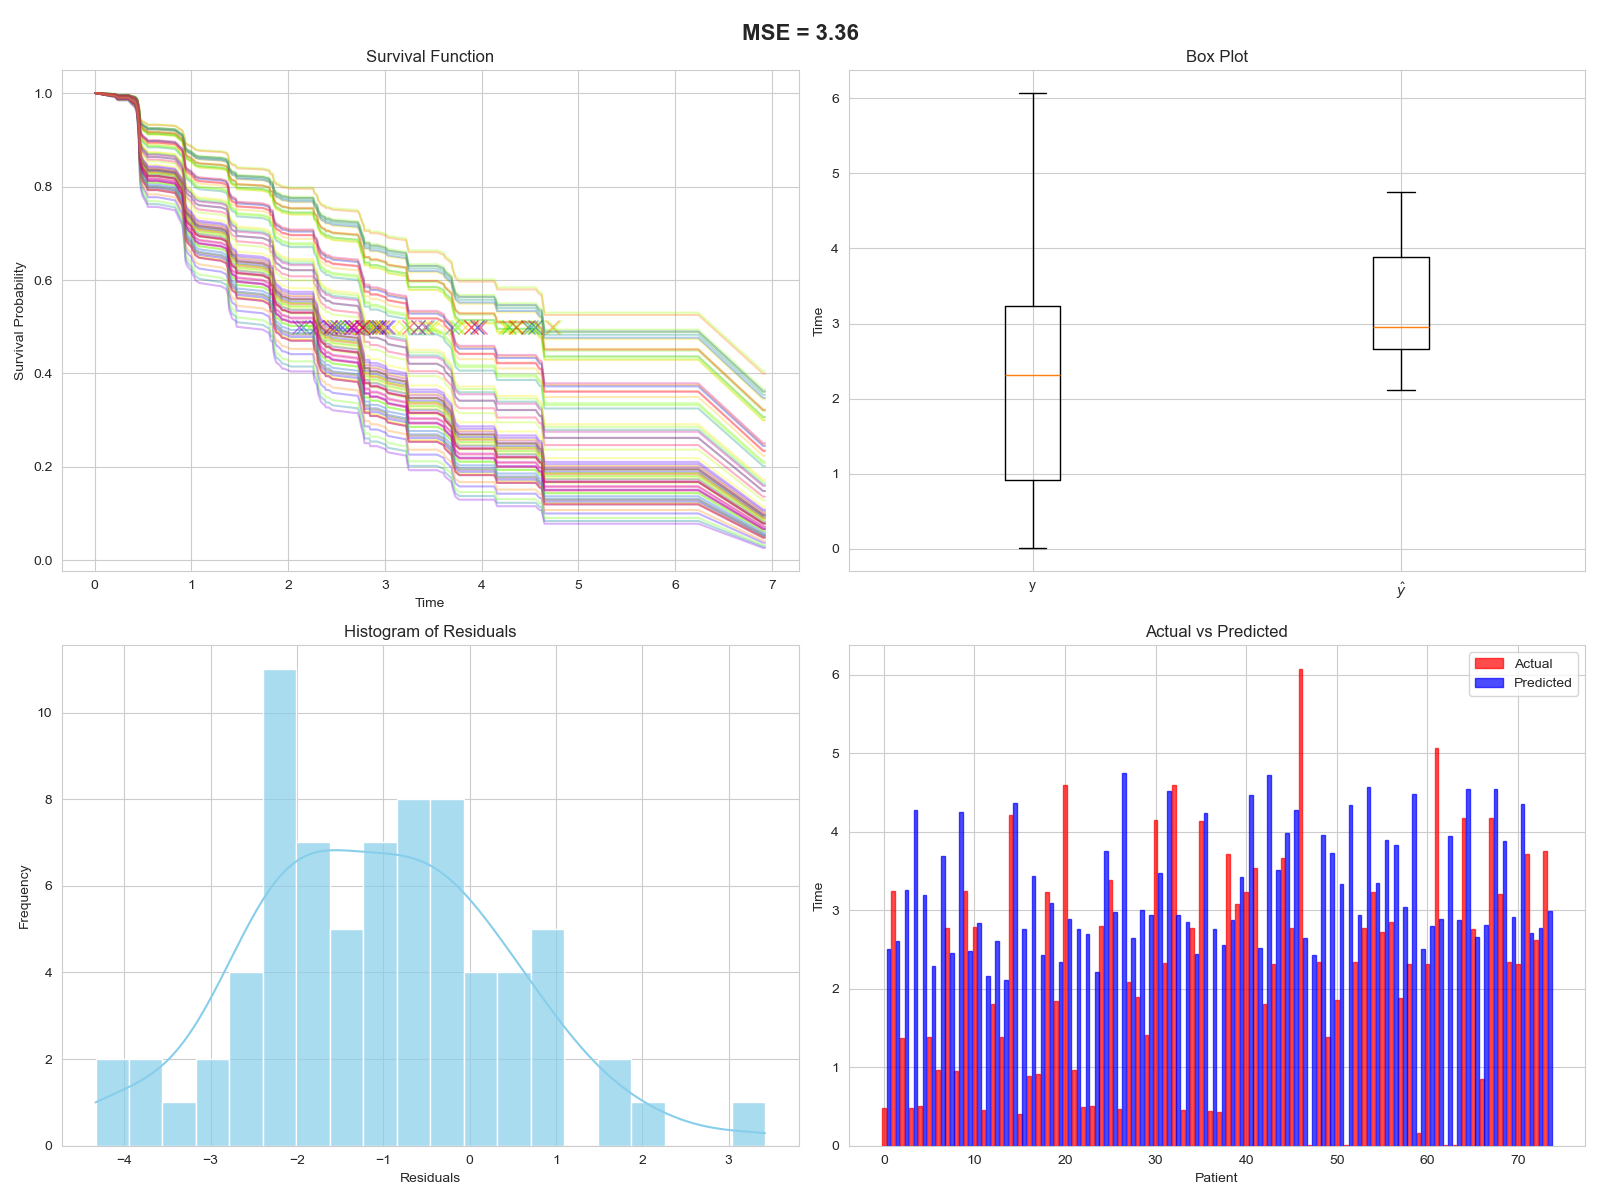 MSE = 3.36
Survival Function
Survival Probability
1.0
0.8
0.6
0.4
0.2
0.0
0 1 2 3 4 5 6 7
Time
Box Plot
Time
6
5
4
3
2
1
0
y ŷ
Histogram of Residuals
Frequency
10
8
6
4
2
0
−4 −3 −2 −1 0 1 2 3
Residuals
Actual vs Predicted
Actual
Predicted
Time
6
5
4
3
2
1
0
0 10 20 30 40 50 60 70
Patient